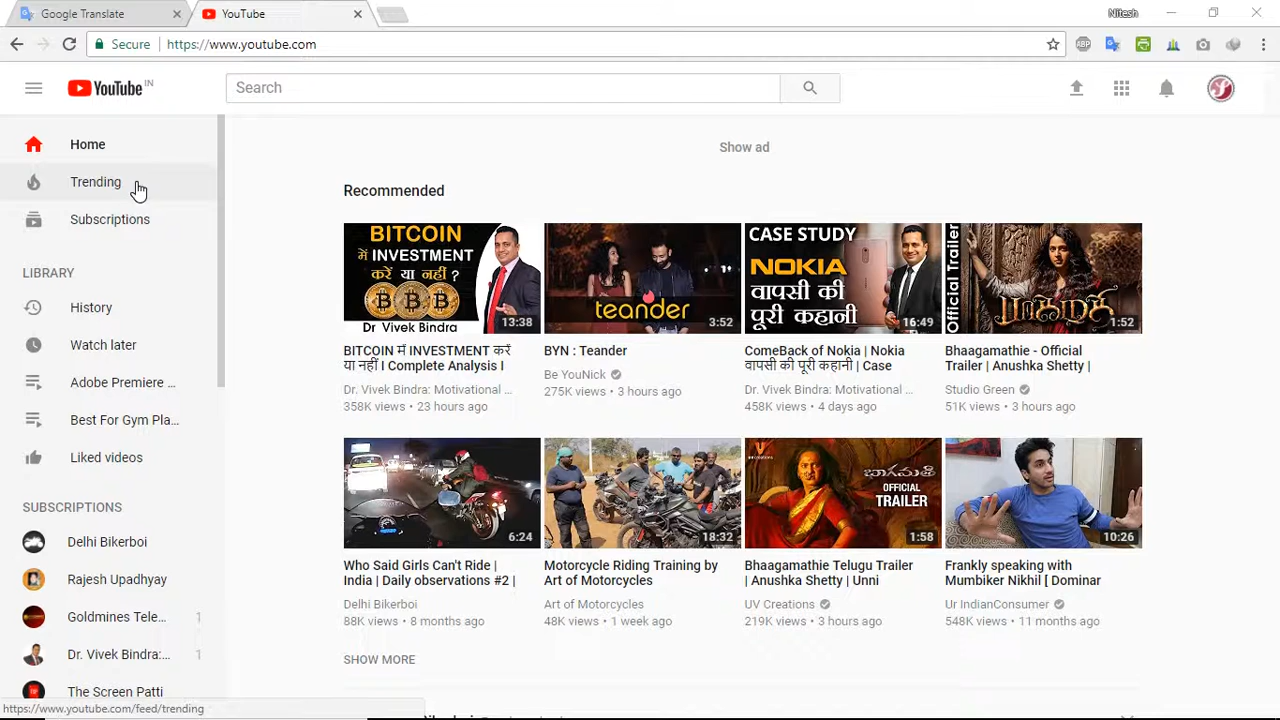 Google Translate
YouTube
Nitesh
Secure
https://www.youtube.com
ABP
YouTube IN
Search
Home
Trending
Subscriptions
LIBRARY
History
Watch later
Adobe Premiere ...
Best For Gym Pla...
Liked videos
SUBSCRIPTIONS
Delhi Bikerboi
Rajesh Upadhyay
Goldmines Tele... 1
Dr. Vivek Bindra:... 1
The Screen Patti
https://www.youtube.com/feed/trending
Show ad
Recommended
BITCOIN
में INVESTMENT
करें या नहीं ?
Dr Vivek Bindra
13:38
BITCOIN में INVESTMENT करें
या नहीं I Complete Analysis I
Dr. Vivek Bindra: Motivational ...
358K views • 23 hours ago
teander
3:52
BYN : Teander
Be YouNick
275K views • 3 hours ago
CASE STUDY
NOKIA
वापसी की
पूरी कहानी
16:49
ComeBack of Nokia | Nokia
वापसी की पूरी कहानी | Case
Dr. Vivek Bindra: Motivational ...
458K views • 4 days ago
Official Trailer
பாகமதி
1:52
Bhaagamathie - Official
Trailer | Anushka Shetty |
Studio Green
51K views • 3 hours ago
6:24
Who Said Girls Can't Ride |
India | Daily observations #2 |
Delhi Bikerboi
88K views • 8 months ago
18:32
Motorcycle Riding Training by
Art of Motorcycles
Art of Motorcycles
48K views • 1 week ago
భాగమతి
OFFICIAL
TRAILER
1:58
Bhaagamathie Telugu Trailer
| Anushka Shetty | Unni
UV Creations
219K views • 3 hours ago
10:26
Frankly speaking with
Mumbiker Nikhil [ Dominar
Ur IndianConsumer
548K views • 11 months ago
SHOW MORE